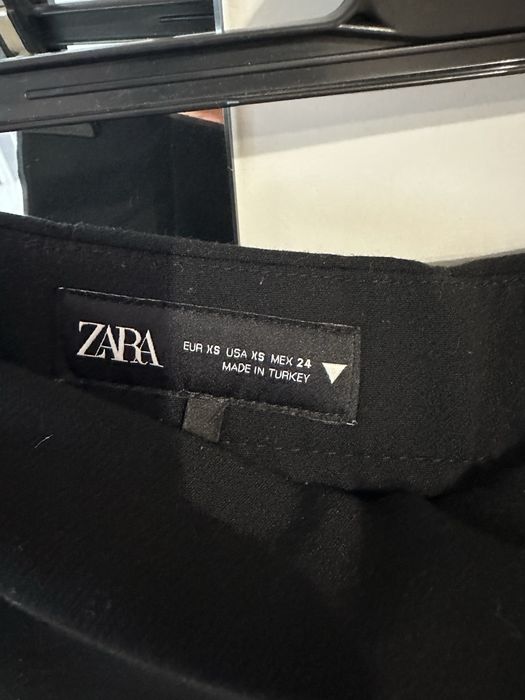 ZARA
EUR XS USA XS MEX 24
MADE IN TURKEY